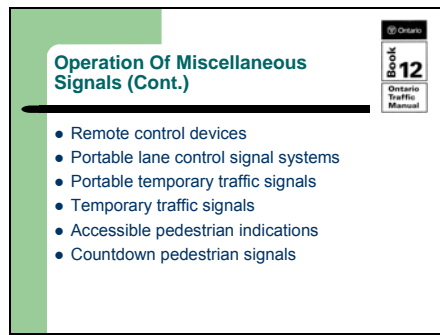 Ontario
Book 12
Ontario
Traffic
Manual
Operation Of Miscellaneous
Signals (Cont.)
• Remote control devices
• Portable lane control signal systems
• Portable temporary traffic signals
• Temporary traffic signals
• Accessible pedestrian indications
• Countdown pedestrian signals